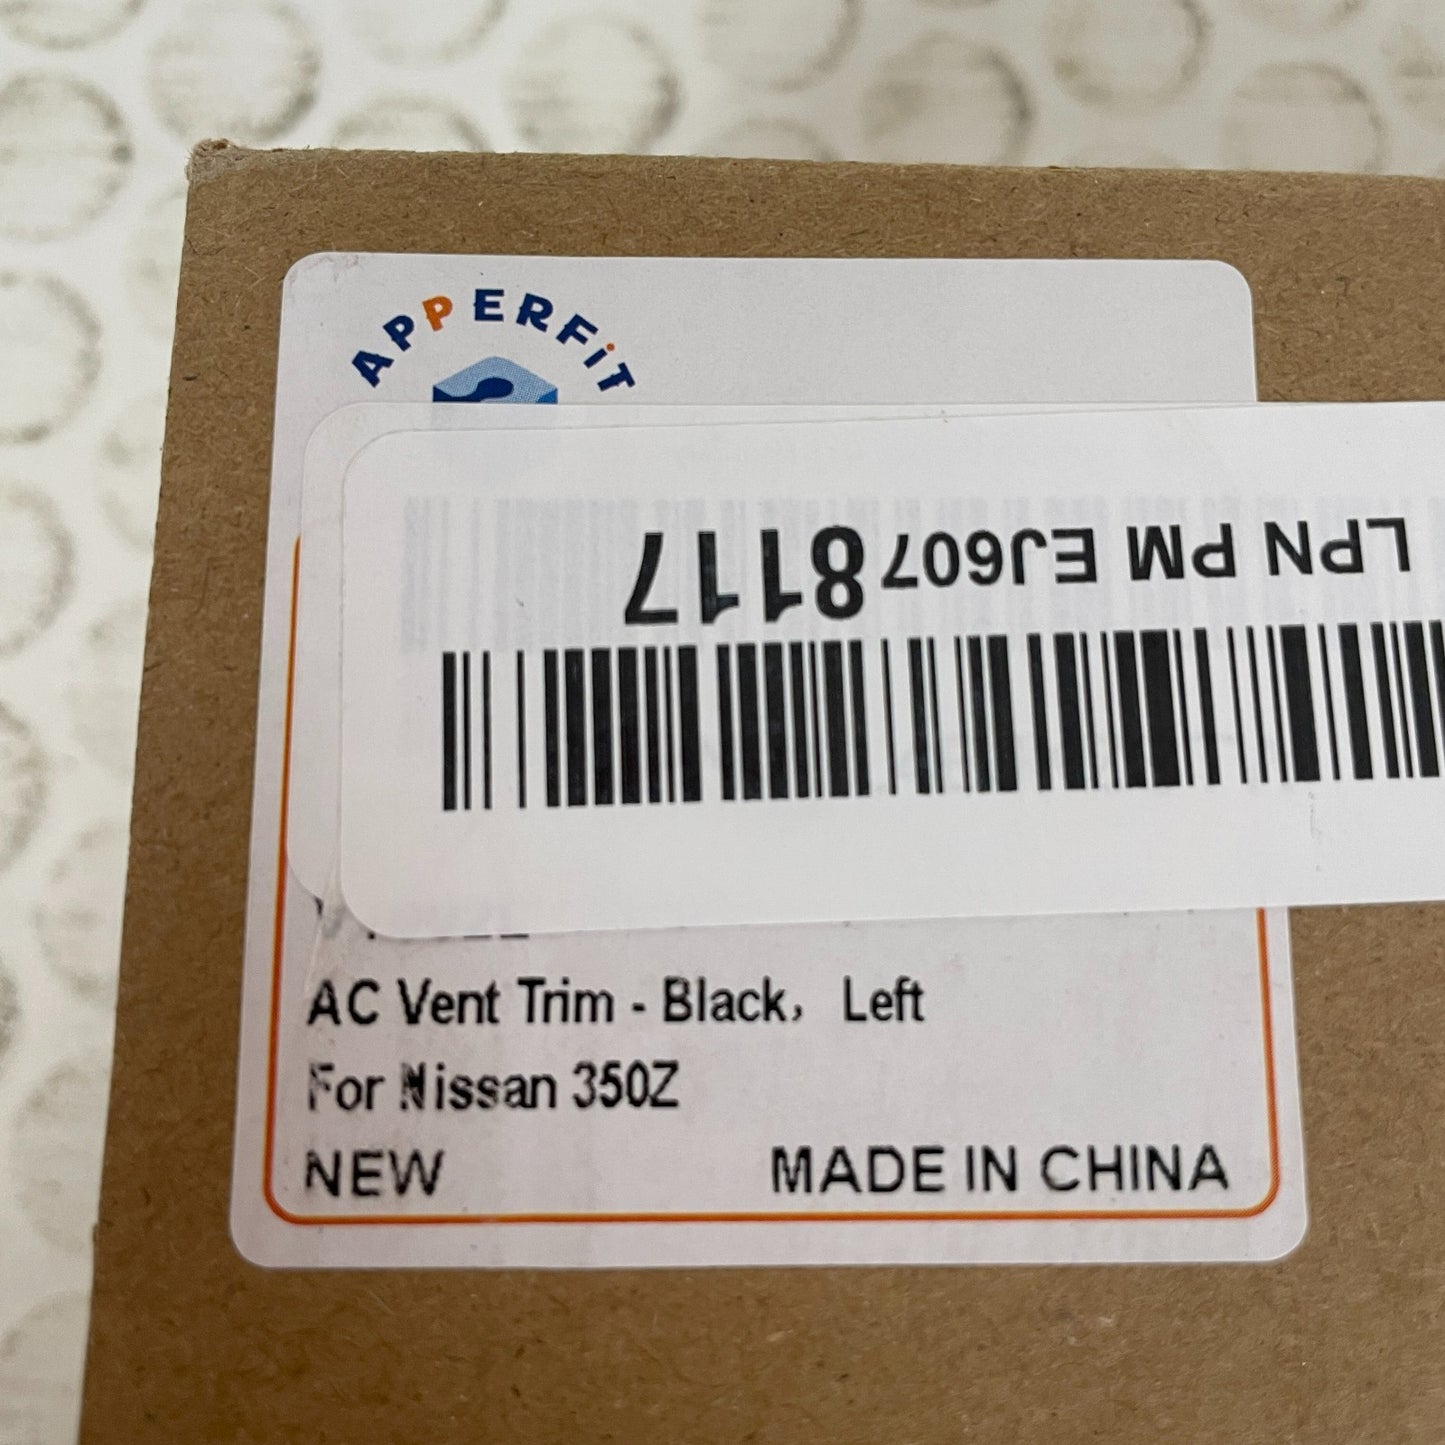 APPERFiT
LPN PM EJ6078117
AC Vent Trim - Black, Left
For Nissan 350Z
NEW MADE IN CHINA